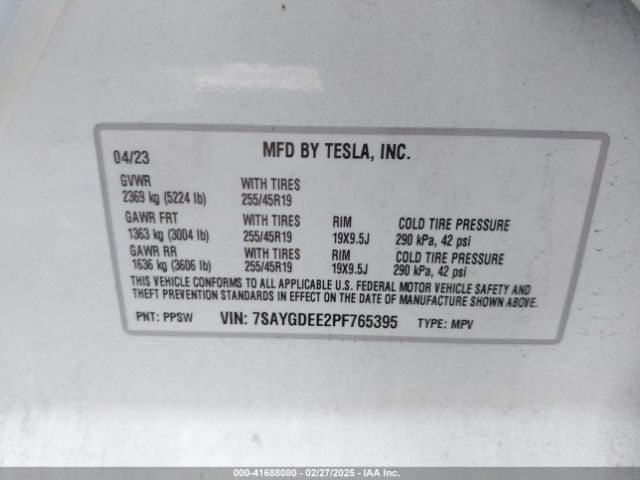 04/23 MFD BY TESLA, INC.
GVWR WITH TIRES
2369 kg (5224 lb) 255/45R19
GAWR FRT WITH TIRES RIM COLD TIRE PRESSURE
1363 kg (3004 lb) 255/45R19 19X9.5J 290 kPa, 42 psi
GAWR RR WITH TIRES RIM COLD TIRE PRESSURE
1636 kg (3606 lb) 255/45R19 19X9.5J 290 kPa, 42 psi
THIS VEHICLE CONFORMS TO ALL APPLICABLE U.S. FEDERAL MOTOR VEHICLE SAFETY AND
THEFT PREVENTION STANDARDS IN EFFECT ON THE DATE OF MANUFACTURE SHOWN ABOVE.
PNT: PPSW VIN: 7SAYGDEE2PF765395 TYPE: MPV
000-41688080 - 02/27/2025 - IAA Inc.